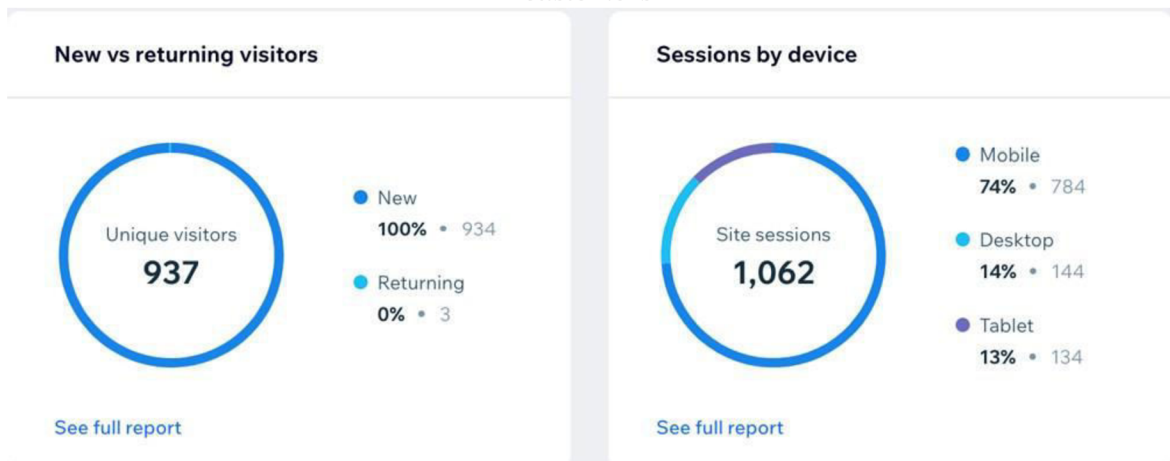 New vs returning visitors
Unique visitors
937
New
100% • 934
Returning
0% • 3
See full report
Sessions by device
Site sessions
1,062
Mobile
74% • 784
Desktop
14% • 144
Tablet
13% • 134
See full report